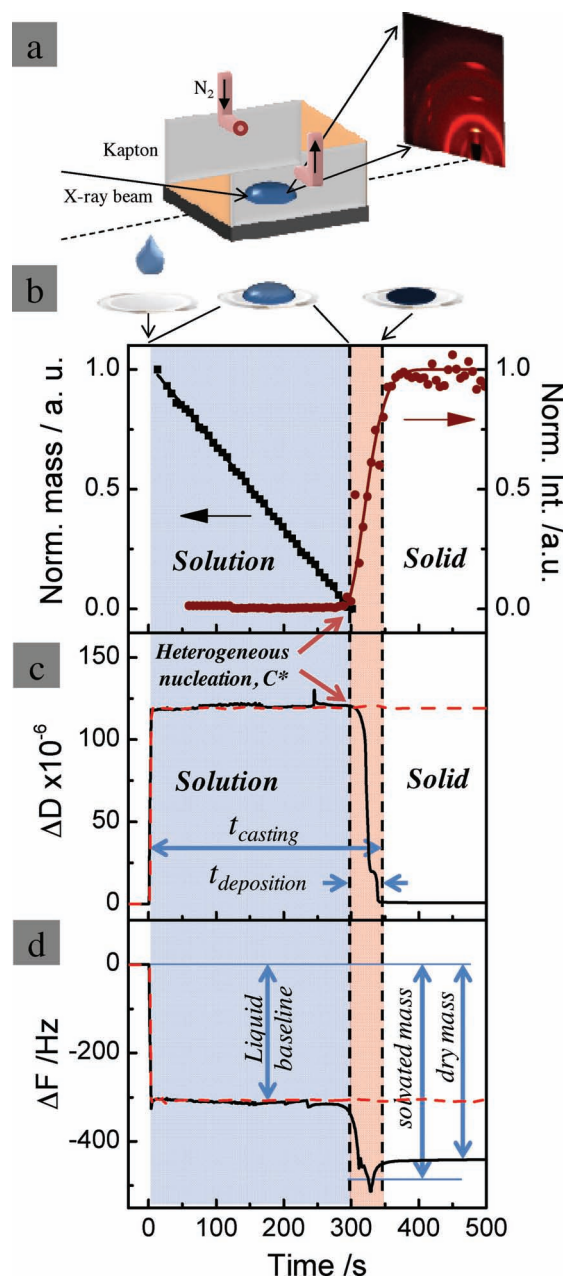 a
N₂
Kapton
X-ray beam
b
1.0
0.5
0.0
Norm. mass / a. u.
1.0
0.5
0.0
Norm. Int. /a.u.
Solution
Solid
c
Heterogeneous
nucleation, C*
150
100
50
0
ΔD x10⁻⁶
Solution
Solid
t_casting
t_deposition
d
0
-200
-400
ΔF /Hz
Liquid
baseline
solvated mass
dry mass
0
100
200
300
400
500
Time /s